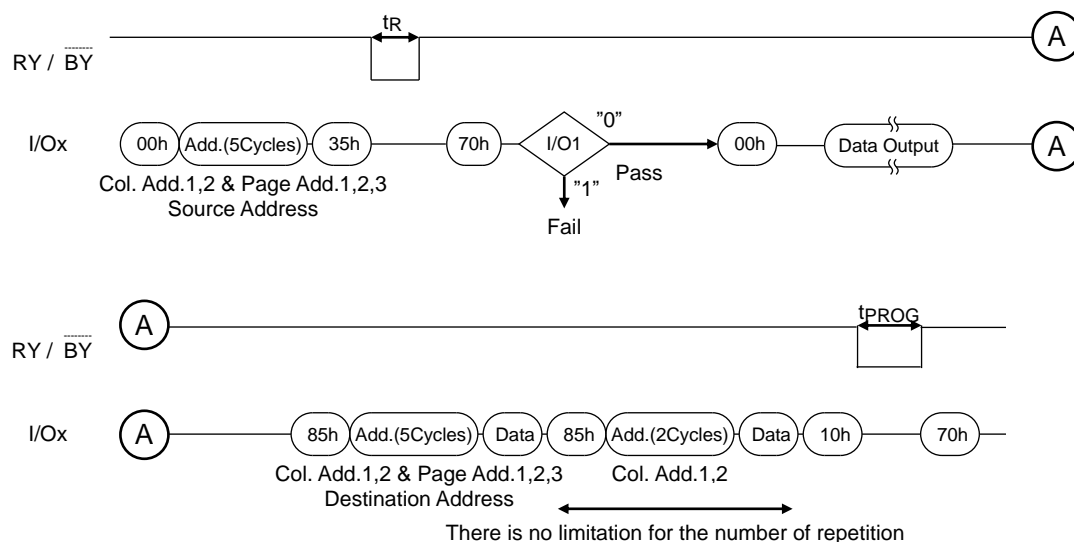 tR
A
RY / BY
I/Ox
00h
Add.(5Cycles)
35h
70h
I/O1
"0"
Pass
"1"
Fail
00h
Data Output
A
Col. Add.1,2 & Page Add.1,2,3
Source Address
A
tPROG
RY / BY
I/Ox
A
85h
Add.(5Cycles)
Data
85h
Add.(2Cycles)
Data
10h
70h
Col. Add.1,2 & Page Add.1,2,3
Destination Address
Col. Add.1,2
There is no limitation for the number of repetition